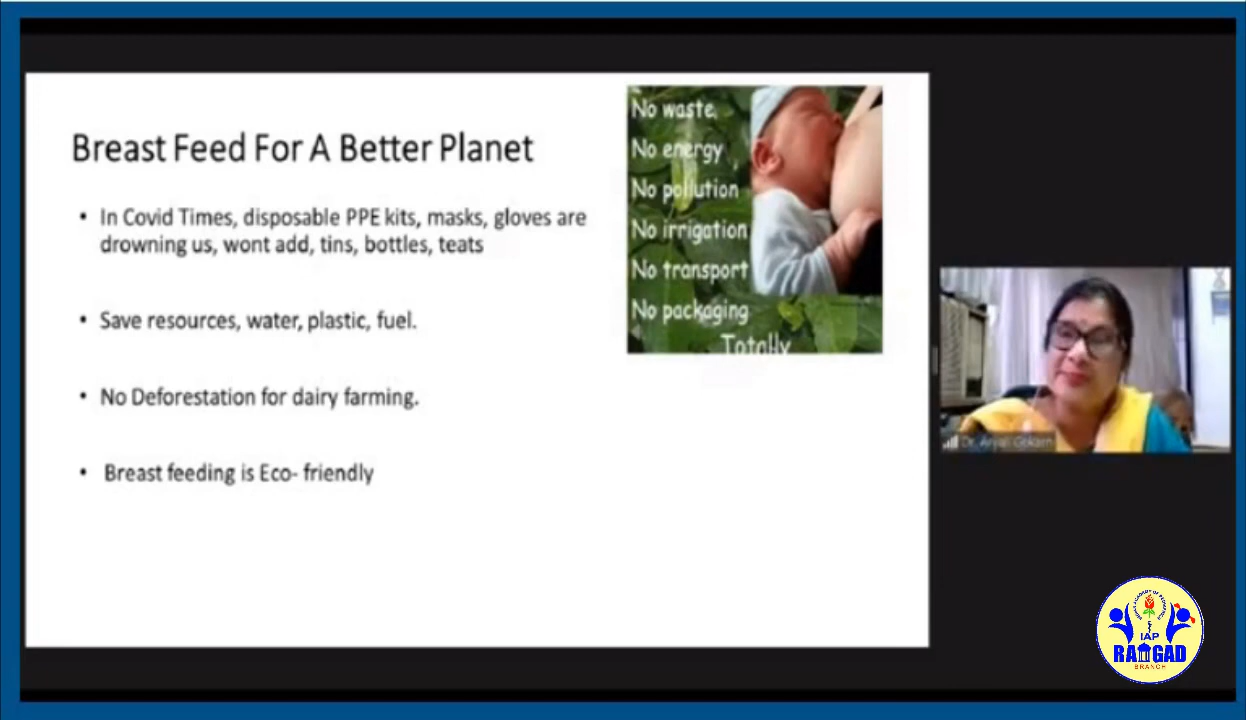 Breast Feed For A Better Planet
• In Covid Times, disposable PPE kits, masks, gloves are
drowning us, wont add, tins, bottles, teats
• Save resources, water, plastic, fuel.
• No Deforestation for dairy farming.
• Breast feeding is Eco- friendly
No waste
No energy
No pollution
No irrigation
No transport
No packaging
Totally
Dr. Anjali
IAP
RAIGAD
BRANCH